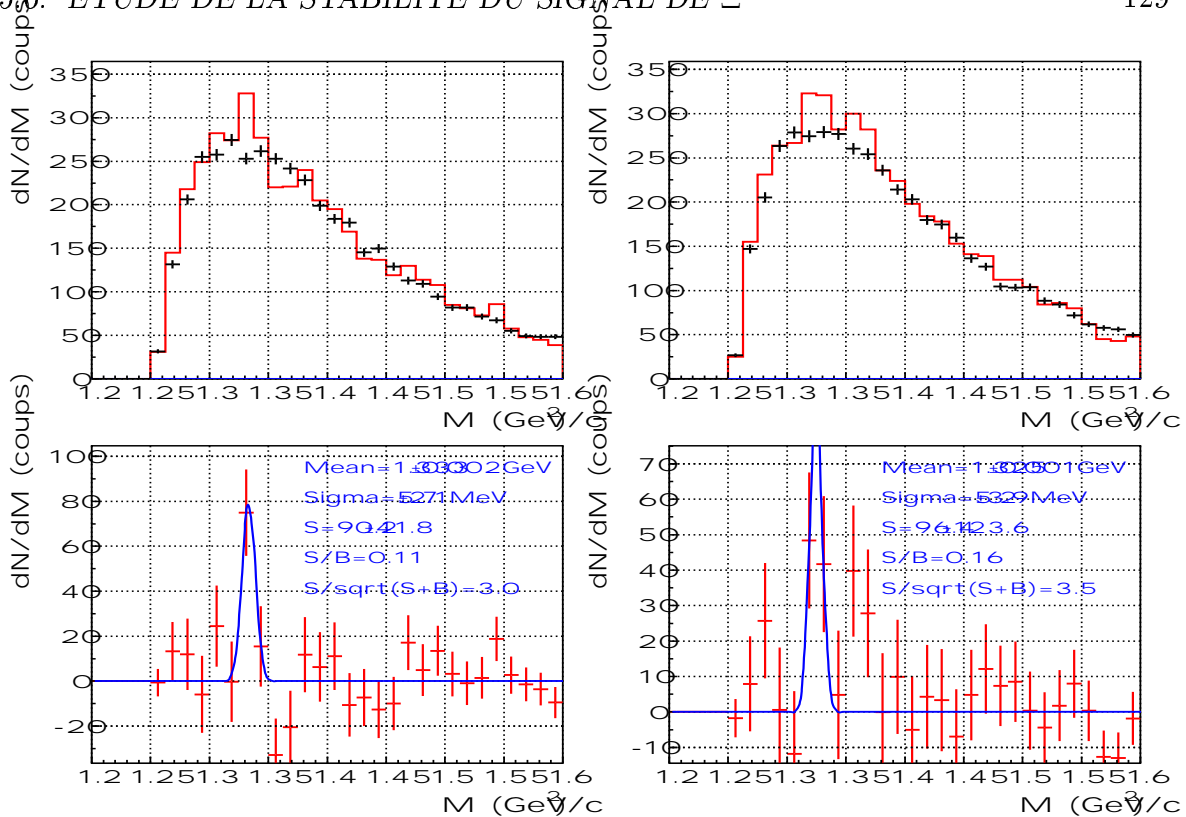 ETUDE DE LA STABILITE DU SIGNAL DE Ξ 129
dN/dM (coups)
350
300
250
200
150
100
50
0
1.2 1.25 1.3 1.35 1.4 1.45 1.5 1.55 1.6
M (GeV/c²)
dN/dM (coups)
350
300
250
200
150
100
50
0
1.2 1.25 1.3 1.35 1.4 1.45 1.5 1.55 1.6
M (GeV/c²)
dN/dM (coups)
100
80
60
40
20
0
-20
Sigma= MeV
S/B=0.11
S/sqrt(S+B)=3.0
1.2 1.25 1.3 1.35 1.4 1.45 1.5 1.55 1.6
M (GeV/c²)
dN/dM (coups)
70
60
50
40
30
20
10
0
-10
Sigma= MeV
S/B=0.16
S/sqrt(S+B)=3.5
1.2 1.25 1.3 1.35 1.4 1.45 1.5 1.55 1.6
M (GeV/c²)